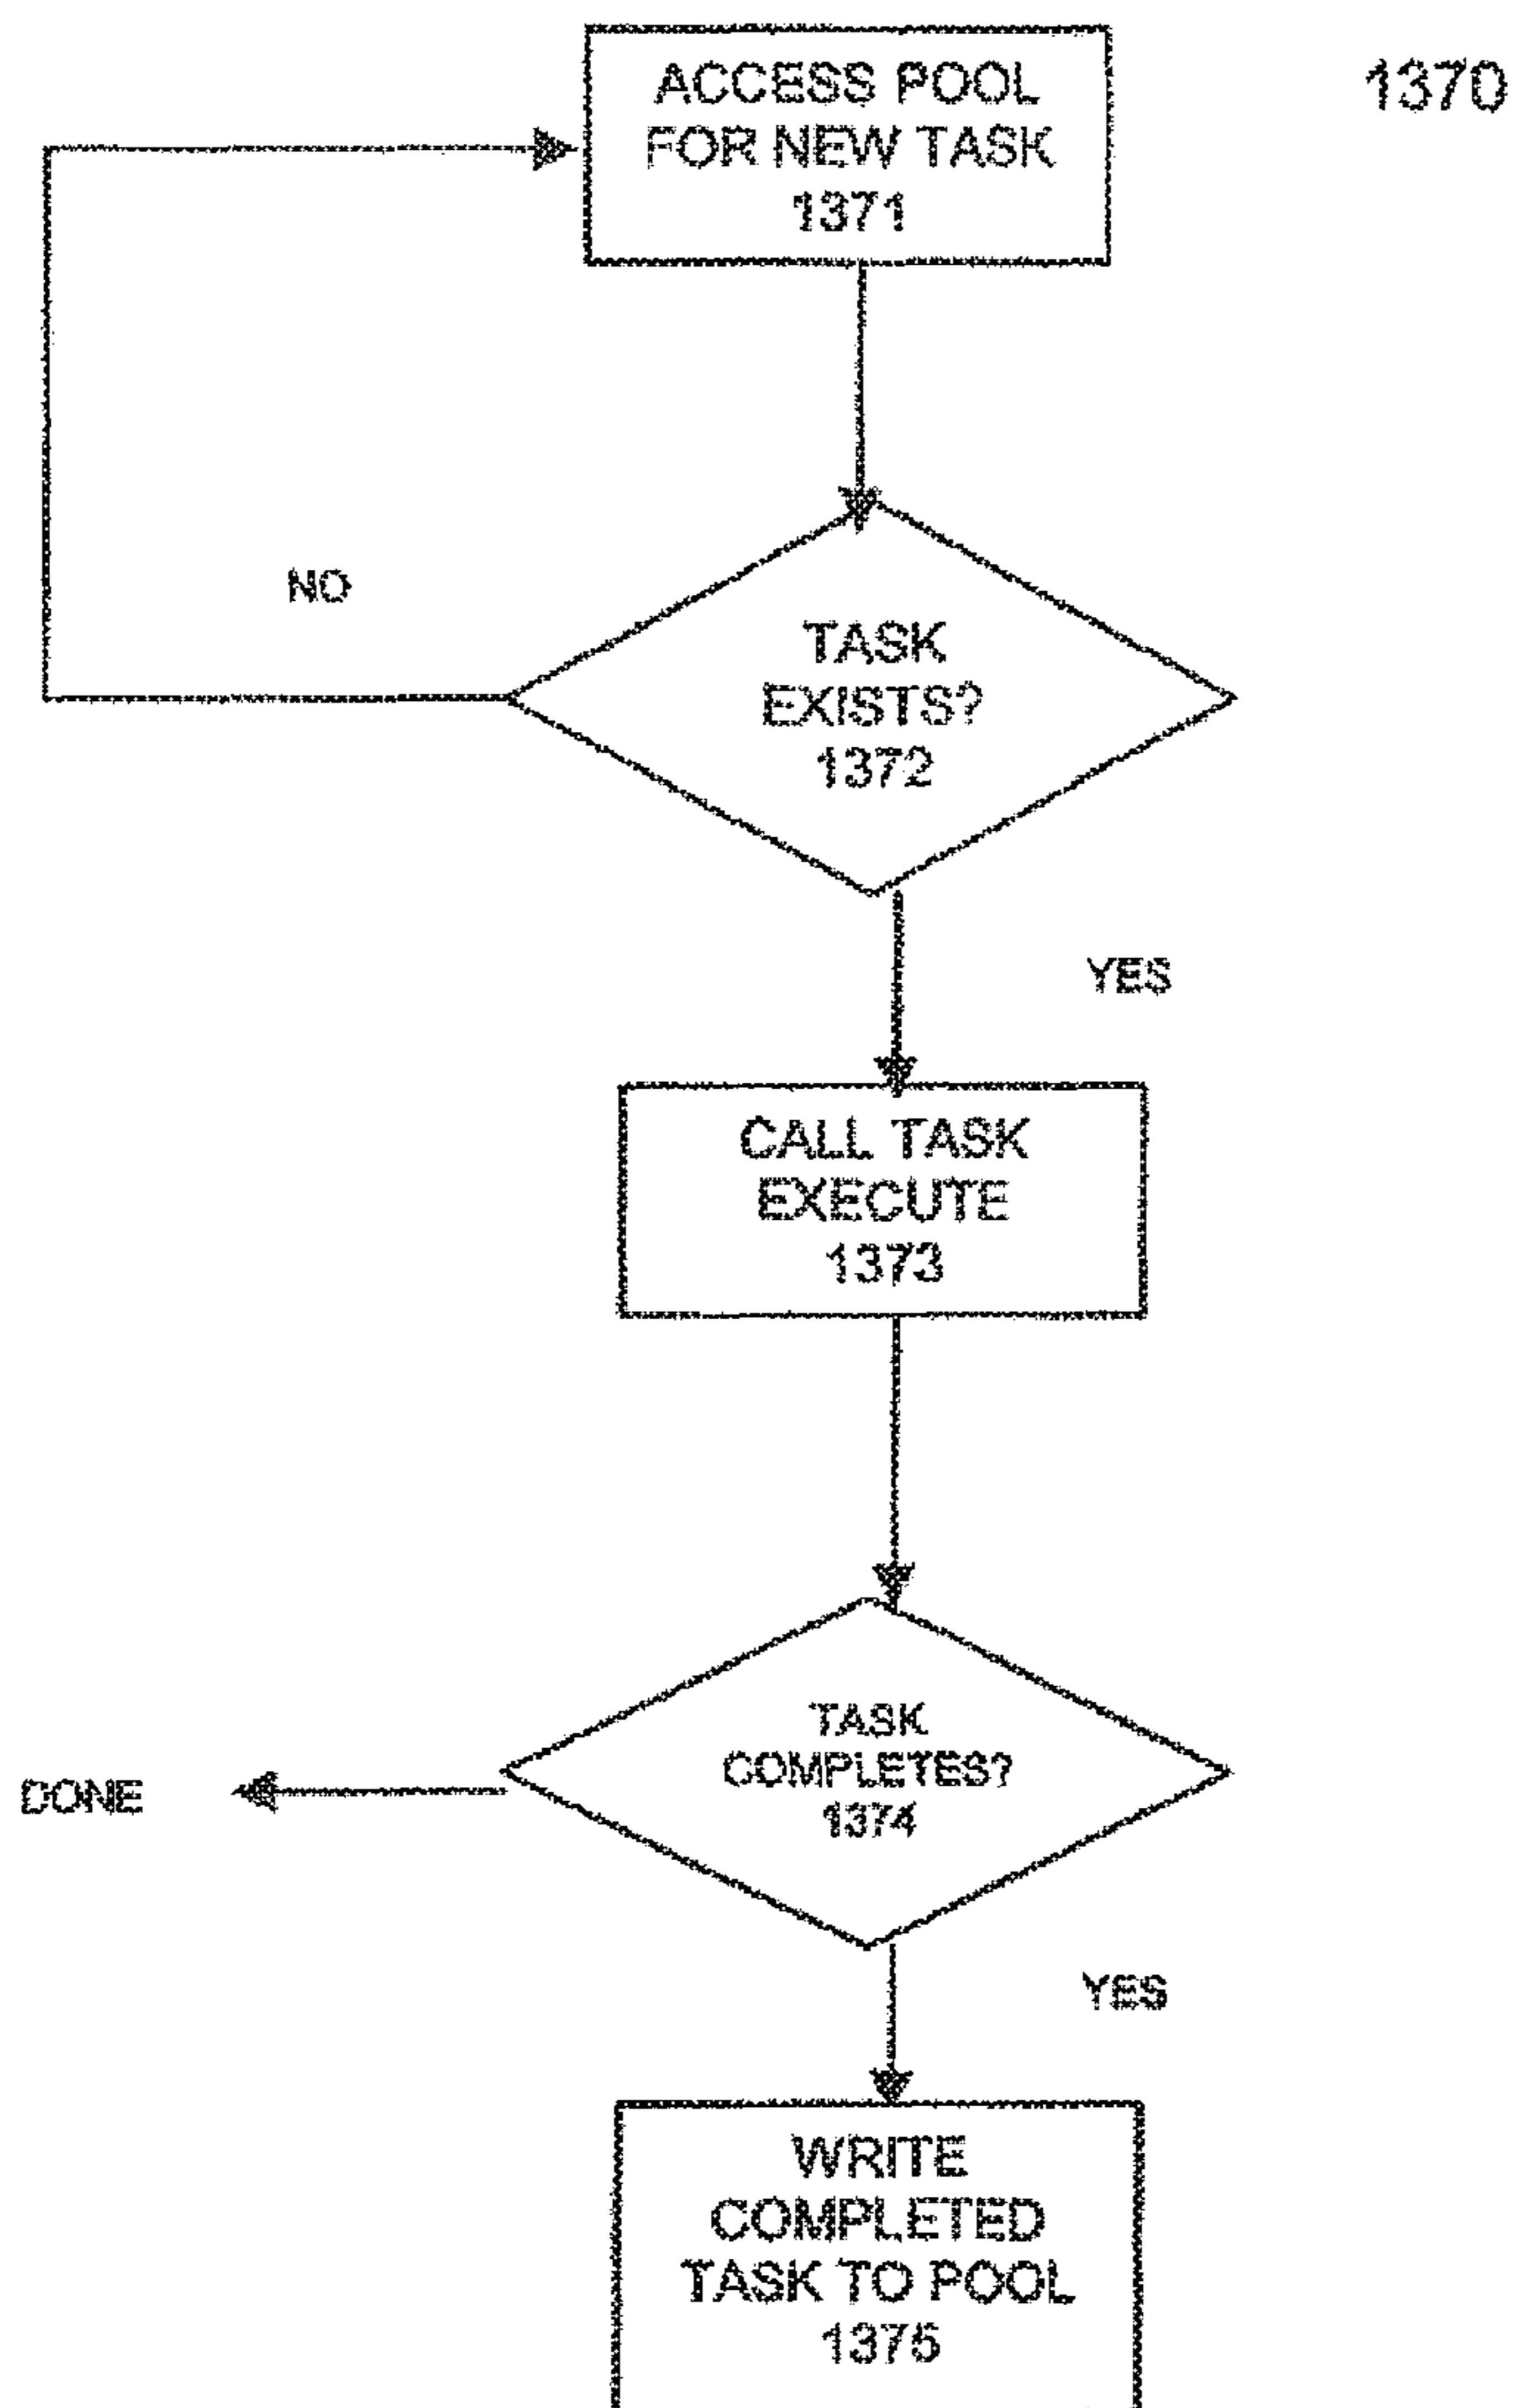 1370
ACCESS POOL
FOR NEW TASK
1371
NO
TASK
EXISTS?
1372
YES
CALL TASK
EXECUTE
1373
TASK
COMPLETES?
1374
DONE
YES
WRITE
COMPLETED
TASK TO POOL
1375